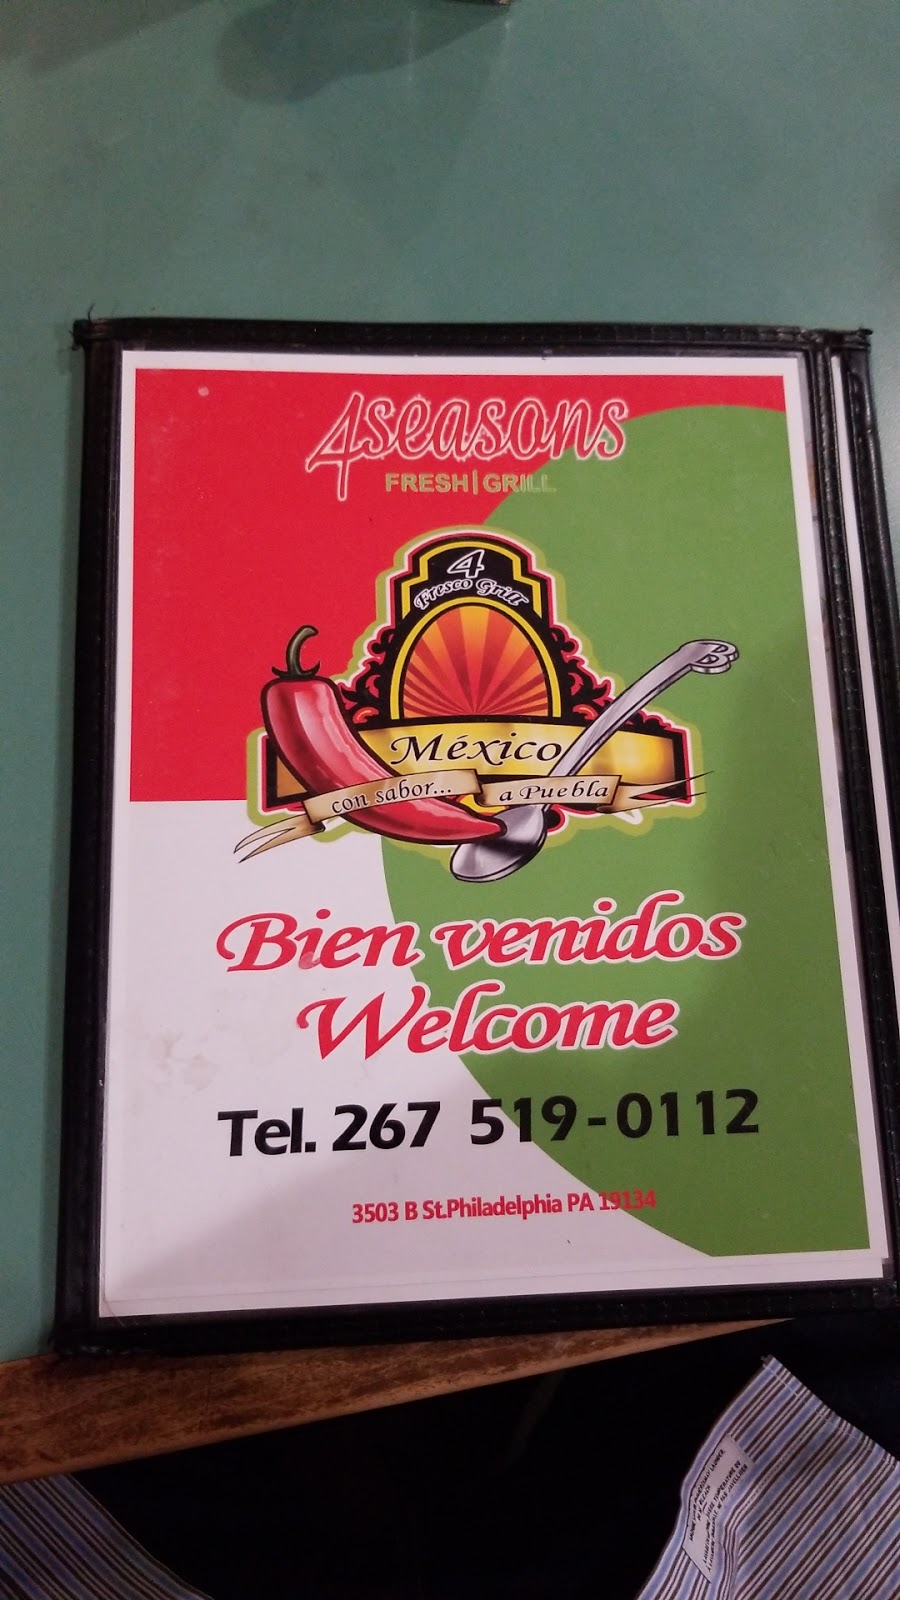 4seasons
FRESH|GRILL
4
Fresco Grill
México
con sabor...
a Puebla
Bien venidos
Welcome
Tel. 267 519-0112
3503 B St.Philadelphia PA 19134